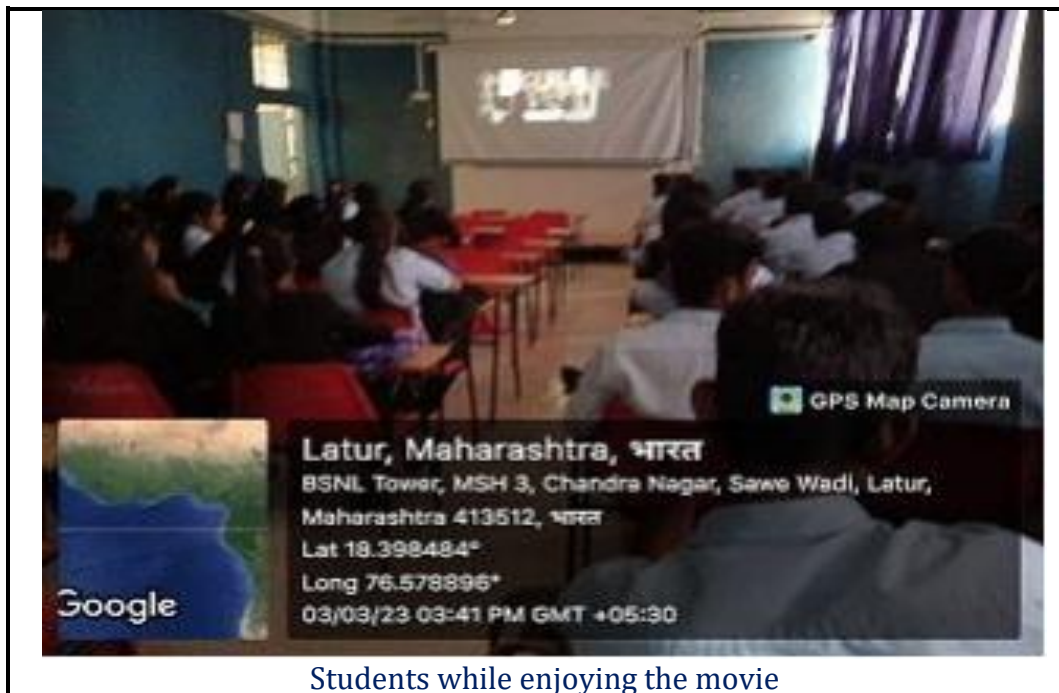 GPS Map Camera
Latur, Maharashtra, भारत
BSNL Tower, MSH 3, Chandra Nagar, Sawe Wadi, Latur,
Maharashtra 413512, भारत
Lat 18.398484°
Long 76.578896°
03/03/23 03:41 PM GMT +05:30
Google
Students while enjoying the movie